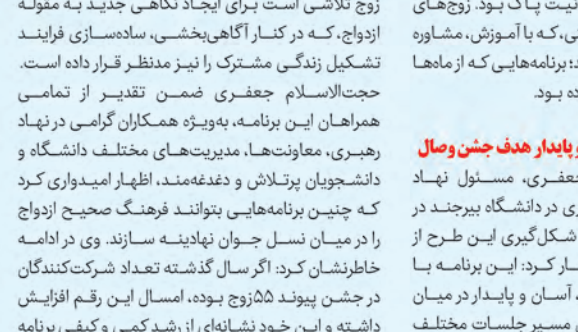 نیت پاک بود. زوج‌های
نی، که با آموزش، مشاوره
د؛ برنامه‌هایی که از ماه‌ها
ده بود.
و پایدار هدف جشن وصال
جعفری، مسئول نهاد
ری در دانشگاه بیرجند در
شکل‌گیری این طرح از
ار کرد: این برنامه با
، آسان و پایدار در میان
مسیر جلسات مختلف
زوج تلاشی است برای ایجاد نگاهی جدید به مقوله
ازدواج، که در کنار آگاهی‌بخشی، ساده‌سازی فرایند
تشکیل زندگی مشترک را نیز مدنظر قرار داده است.
حجت‌الاسلام جعفری ضمن تقدیر از تمامی
همراهان این برنامه، به‌ویژه همکاران گرامی در نهاد
رهبری، معاونت‌ها، مدیریت‌های مختلف دانشگاه و
دانشجویان پرتلاش و دغدغه‌مند، اظهار امیدواری کرد
که چنین برنامه‌هایی بتوانند فرهنگ صحیح ازدواج
را در میان نسل جوان نهادینه سازند. وی در ادامه
خاطرنشان کرد: اگر سال گذشته تعداد شرکت‌کنندگان
در جشن پیوند ۵۵زوج بوده، امسال این رقم افزایش
داشته و این خود نشانه‌ای از رشد کمی و کیفی برنامه